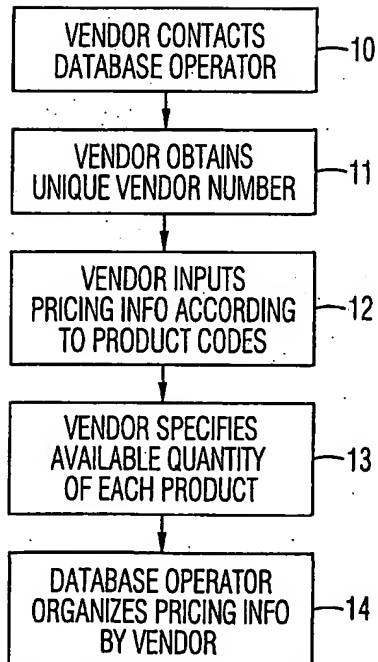 VENDOR CONTACTS
DATABASE OPERATOR
10
VENDOR OBTAINS
UNIQUE VENDOR NUMBER
11
VENDOR INPUTS
PRICING INFO ACCORDING
TO PRODUCT CODES
12
VENDOR SPECIFIES
AVAILABLE QUANTITY
OF EACH PRODUCT
13
DATABASE OPERATOR
ORGANIZES PRICING INFO
BY VENDOR
14